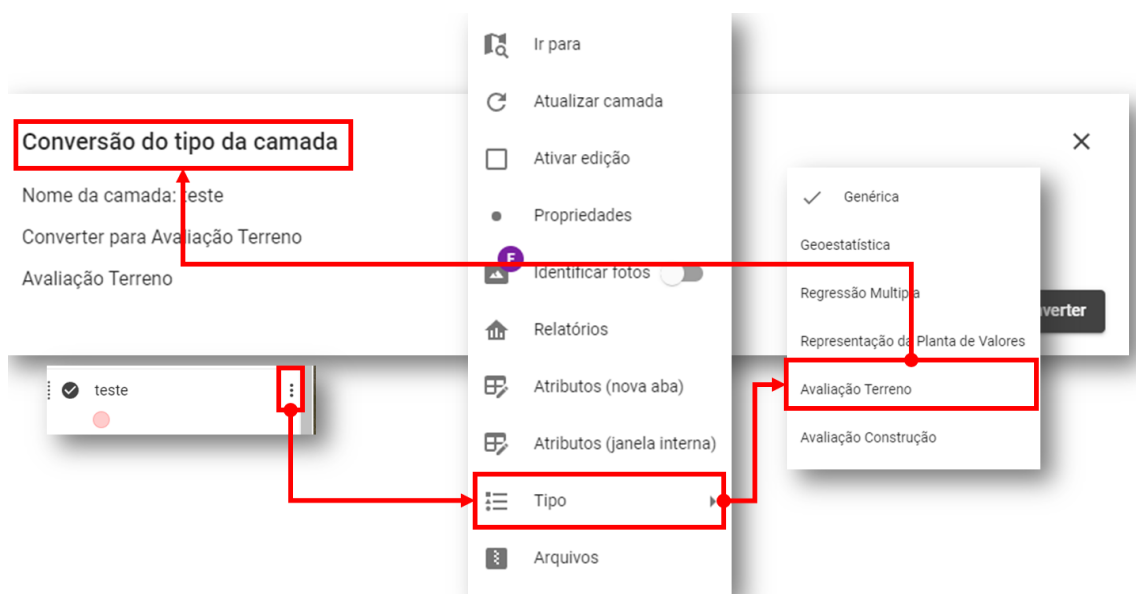 Conversão do tipo da camada
Nome da camada: teste
Converter para Avaliação Terreno
Avaliação Terreno
teste
Ir para
Atualizar camada
Ativar edição
Propriedades
E
Identificar fotos
Relatórios
Atributos (nova aba)
Atributos (janela interna)
Tipo
Arquivos
Genérica
Geoestatística
Regressão Multipla
Representação da Planta de Valores
Avaliação Terreno
Avaliação Construção
nverter